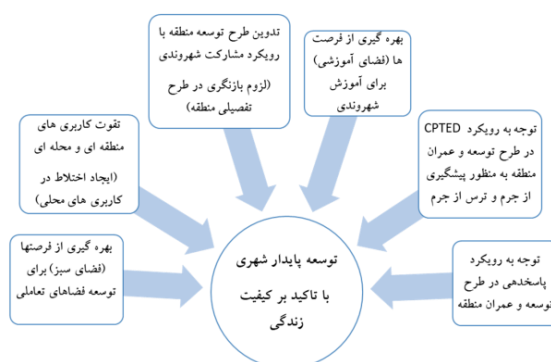 تدوین طرح توسعه منطقه با
رویکرد مشارکت شهروندی
(لزوم بازنگری در طرح
تفصیلی منطقه)
بهره گیری از فرصت
ها (فضای آموزشی)
برای آموزش
شهروندی
توجه به رویکرد CPTED
در طرح توسعه و عمران
منطقه به منظور پیشگیری
از جرم و ترس از جرم
تقوت کاربری های
منطقه ای و محله ای
(ایجاد اختلاط در
کاربری های محلی)
بهره گیری از فرصتها
(فضای سبز) برای
توسعه فضاهای تعاملی
توجه به رویکرد
پاسخدهی در طرح
توسعه و عمران منطقه
توسعه پایدار شهری
با تاکید بر کیفیت
زندگی